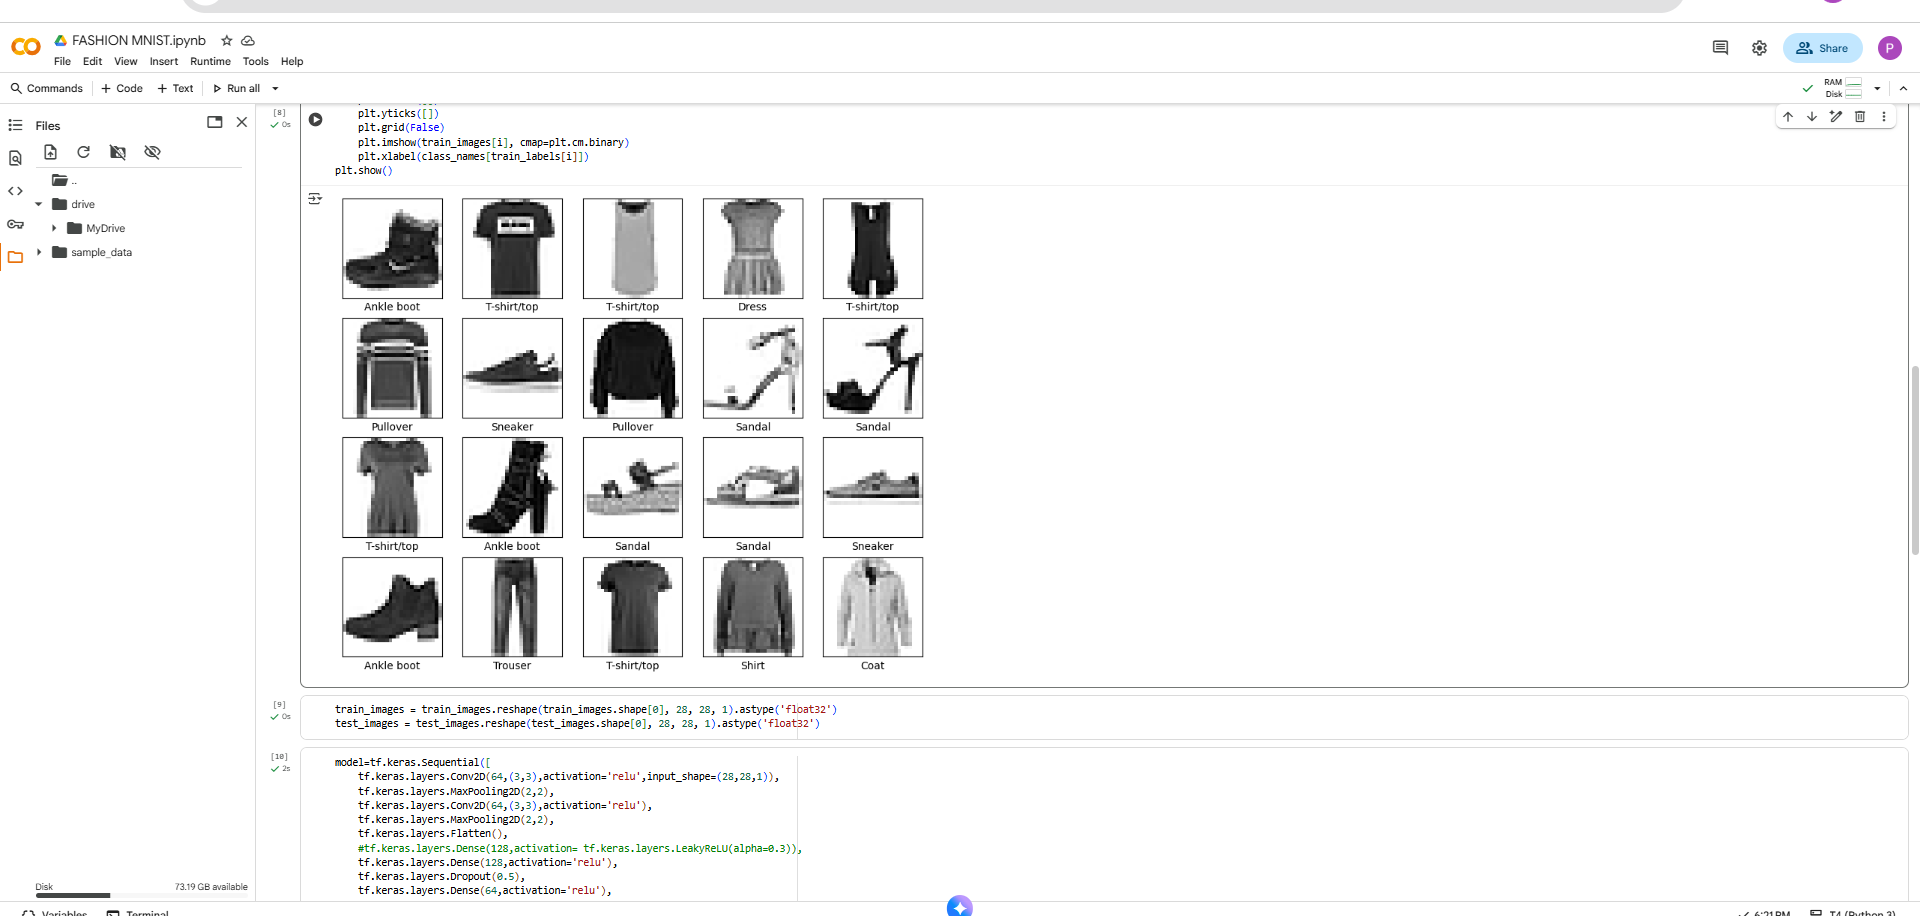 FASHION MNIST.ipynb
File Edit View Insert Runtime Tools Help
Share
P
Commands + Code + Text Run all
RAM
Disk
Files
..
drive
MyDrive
sample_data
Disk 73.19 GB available
[8]
0s
plt.yticks([])
plt.grid(False)
plt.imshow(train_images[i], cmap=plt.cm.binary)
plt.xlabel(class_names[train_labels[i]])
plt.show()
Ankle boot T-shirt/top T-shirt/top Dress T-shirt/top
Pullover Sneaker Pullover Sandal Sandal
T-shirt/top Ankle boot Sandal Sandal Sneaker
Ankle boot Trouser T-shirt/top Shirt Coat
[9]
0s
train_images = train_images.reshape(train_images.shape[0], 28, 28, 1).astype('float32')
test_images = test_images.reshape(test_images.shape[0], 28, 28, 1).astype('float32')
[10]
2s
model=tf.keras.Sequential([
tf.keras.layers.Conv2D(64,(3,3),activation='relu',input_shape=(28,28,1)),
tf.keras.layers.MaxPooling2D(2,2),
tf.keras.layers.Conv2D(64,(3,3),activation='relu'),
tf.keras.layers.MaxPooling2D(2,2),
tf.keras.layers.Flatten(),
#tf.keras.layers.Dense(128,activation= tf.keras.layers.LeakyReLU(alpha=0.3)),
tf.keras.layers.Dense(128,activation='relu'),
tf.keras.layers.Dropout(0.5),
tf.keras.layers.Dense(64,activation='relu'),
Variables Terminal
6:21 PM T4 (Python 3)